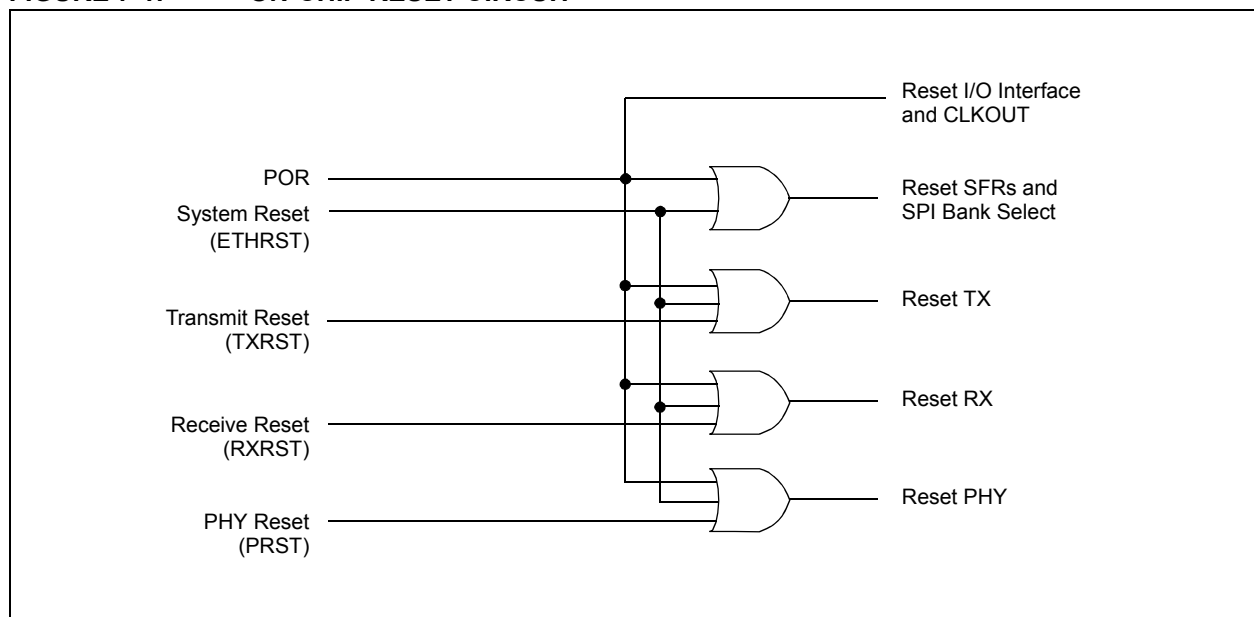 Reset I/O Interface
and CLKOUT
POR
Reset SFRs and
SPI Bank Select
System Reset
(ETHRST)
Reset TX
Transmit Reset
(TXRST)
Reset RX
Receive Reset
(RXRST)
Reset PHY
PHY Reset
(PRST)